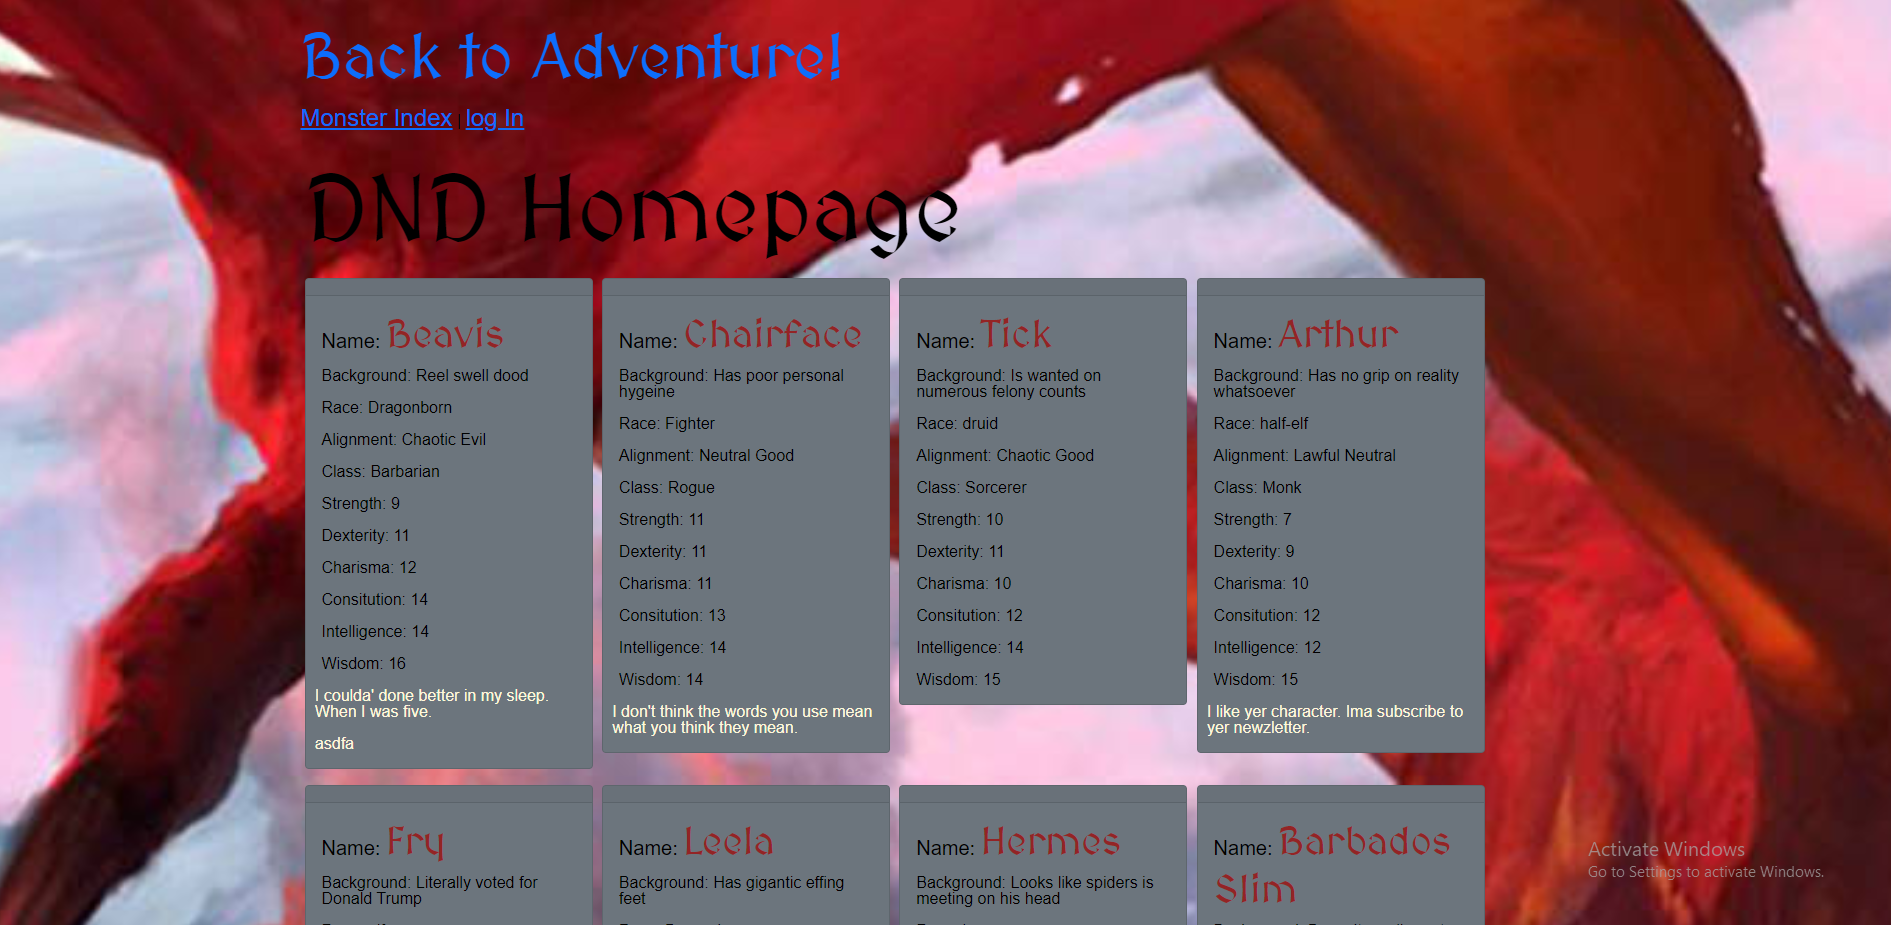 Back to Adventure!
Monster Index | log In
DND Homepage
Name: Beavis
Background: Reel swell dood
Race: Dragonborn
Alignment: Chaotic Evil
Class: Barbarian
Strength: 9
Dexterity: 11
Charisma: 12
Consitution: 14
Intelligence: 14
Wisdom: 16
I coulda' done better in my sleep.
When I was five.
asdfa
Name: Chairface
Background: Has poor personal
hygeine
Race: Fighter
Alignment: Neutral Good
Class: Rogue
Strength: 11
Dexterity: 11
Charisma: 11
Consitution: 13
Intelligence: 14
Wisdom: 14
I don't think the words you use mean
what you think they mean.
Name: Tick
Background: Is wanted on
numerous felony counts
Race: druid
Alignment: Chaotic Good
Class: Sorcerer
Strength: 10
Dexterity: 11
Charisma: 10
Consitution: 12
Intelligence: 14
Wisdom: 15
Name: Arthur
Background: Has no grip on reality
whatsoever
Race: half-elf
Alignment: Lawful Neutral
Class: Monk
Strength: 7
Dexterity: 9
Charisma: 10
Consitution: 12
Intelligence: 12
Wisdom: 15
I like yer character. Ima subscribe to
yer newzletter.
Name: Fry
Background: Literally voted for
Donald Trump
Name: Leela
Background: Has gigantic effing
feet
Name: Hermes
Background: Looks like spiders is
meeting on his head
Name: Barbados
Slim
Activate Windows
Go to Settings to activate Windows.